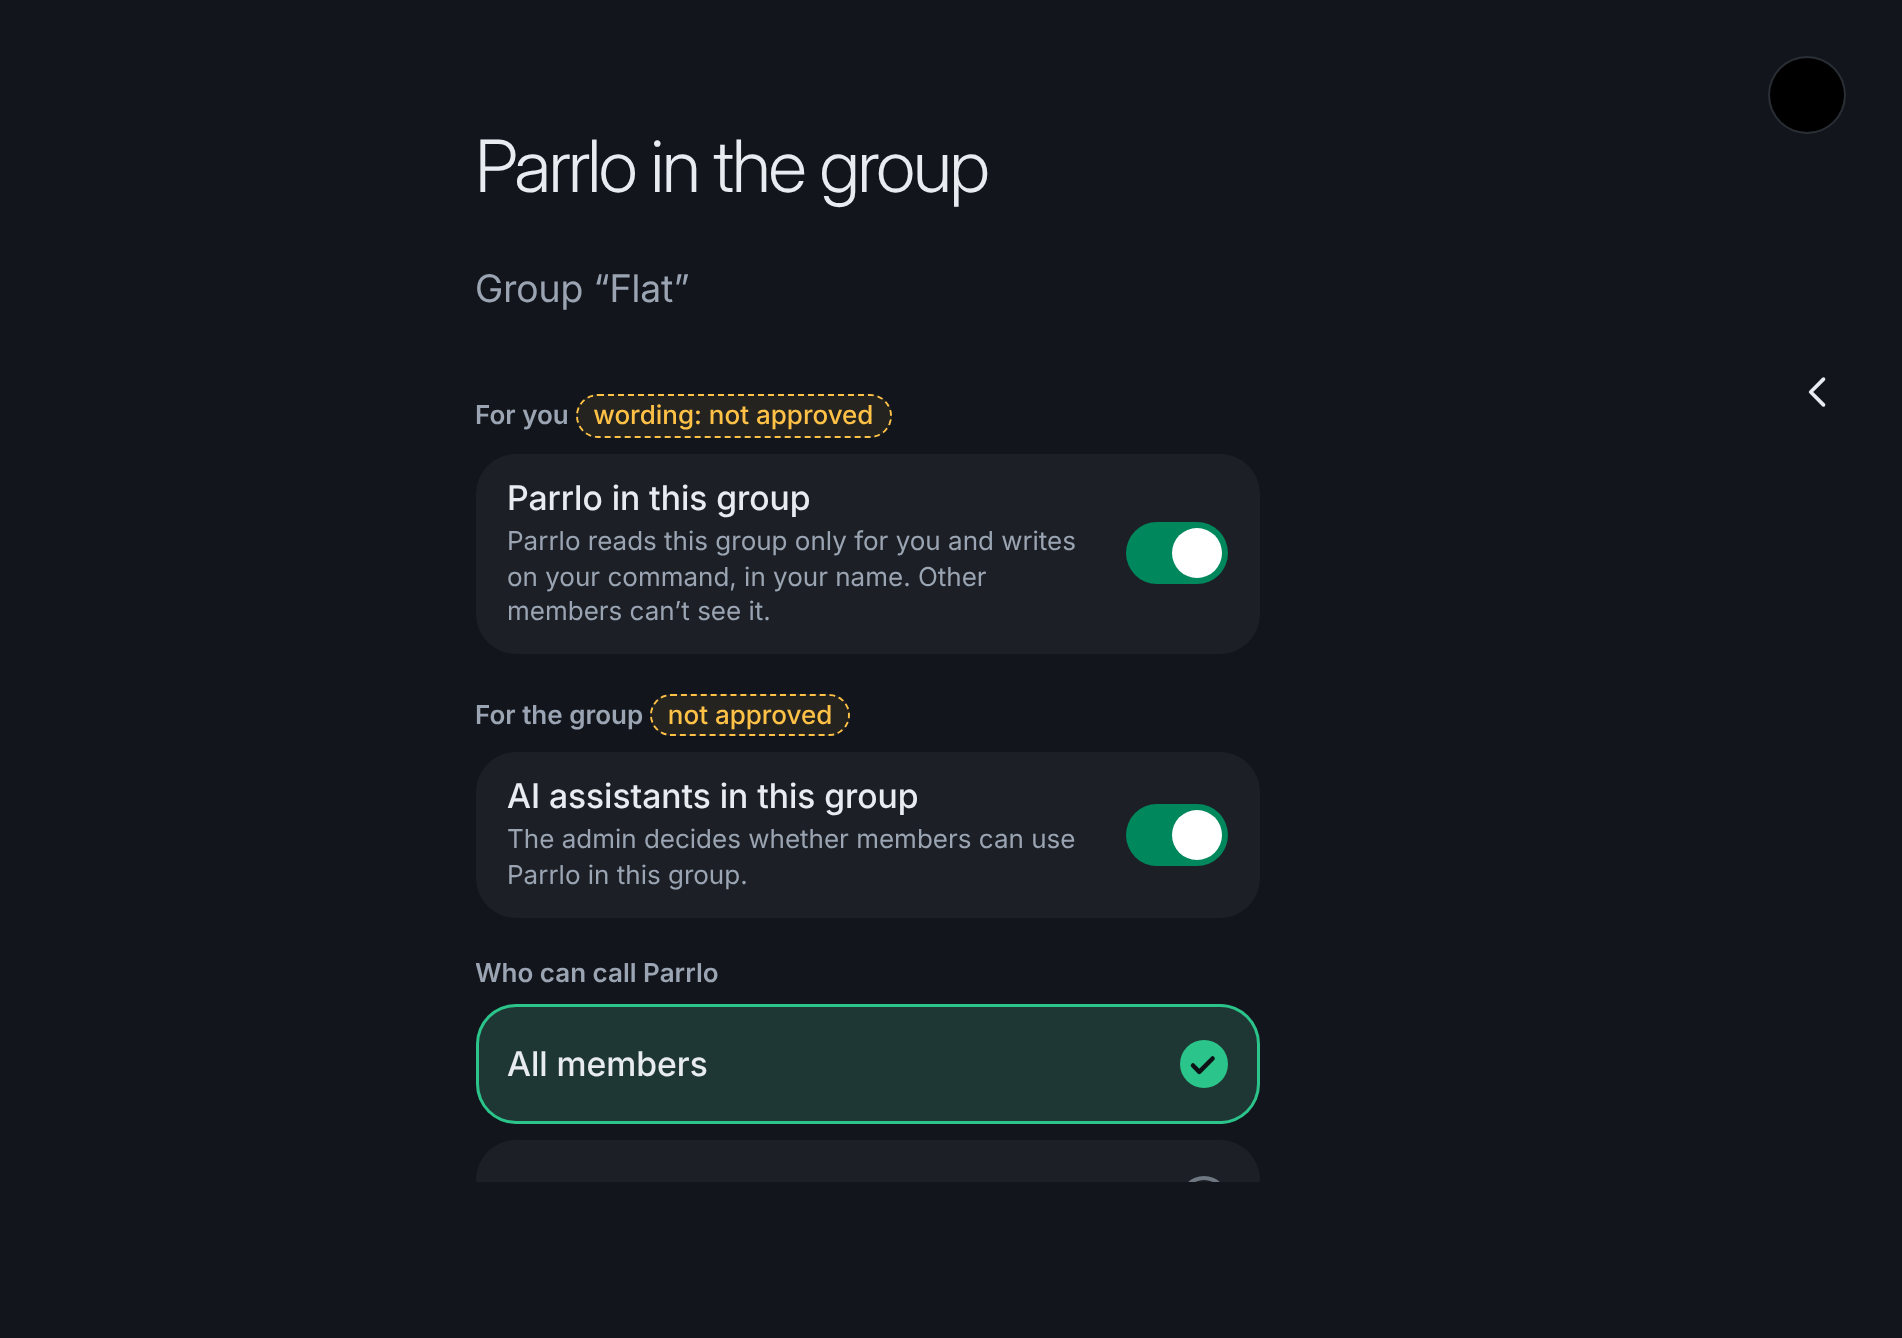 Parrlo in the group
Group “Flat”
For you wording: not approved
Parrlo in this group
Parrlo reads this group only for you and writes
on your command, in your name. Other
members can’t see it.
For the group not approved
AI assistants in this group
The admin decides whether members can use
Parrlo in this group.
Who can call Parrlo
All members